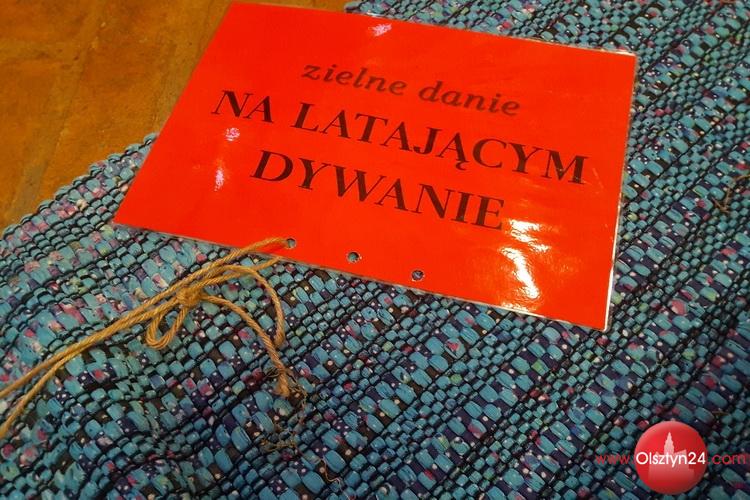 zielne danie
NA LATAJĄCYM
DYWANIE
www.Olsztyn24.com